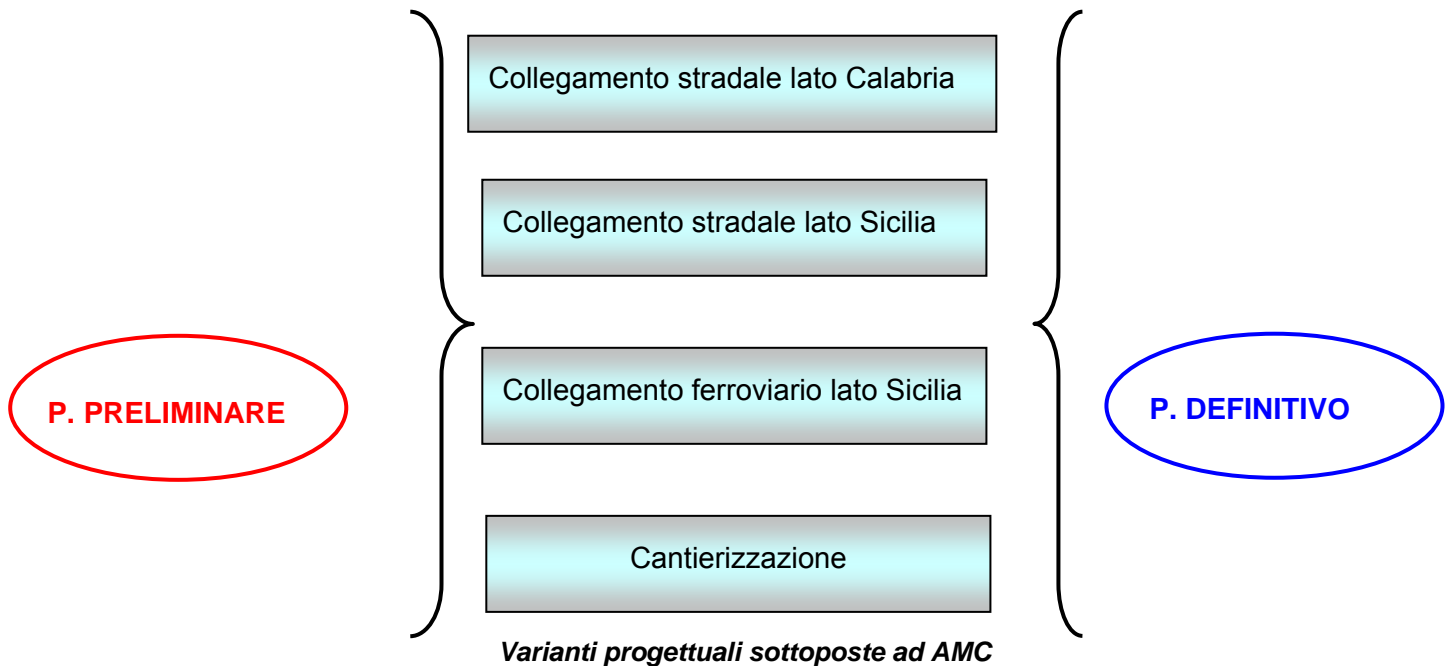 Collegamento stradale lato Calabria
Collegamento stradale lato Sicilia
P. PRELIMINARE
Collegamento ferroviario lato Sicilia
P. DEFINITIVO
Cantierizzazione
Varianti progettuali sottoposte ad AMC